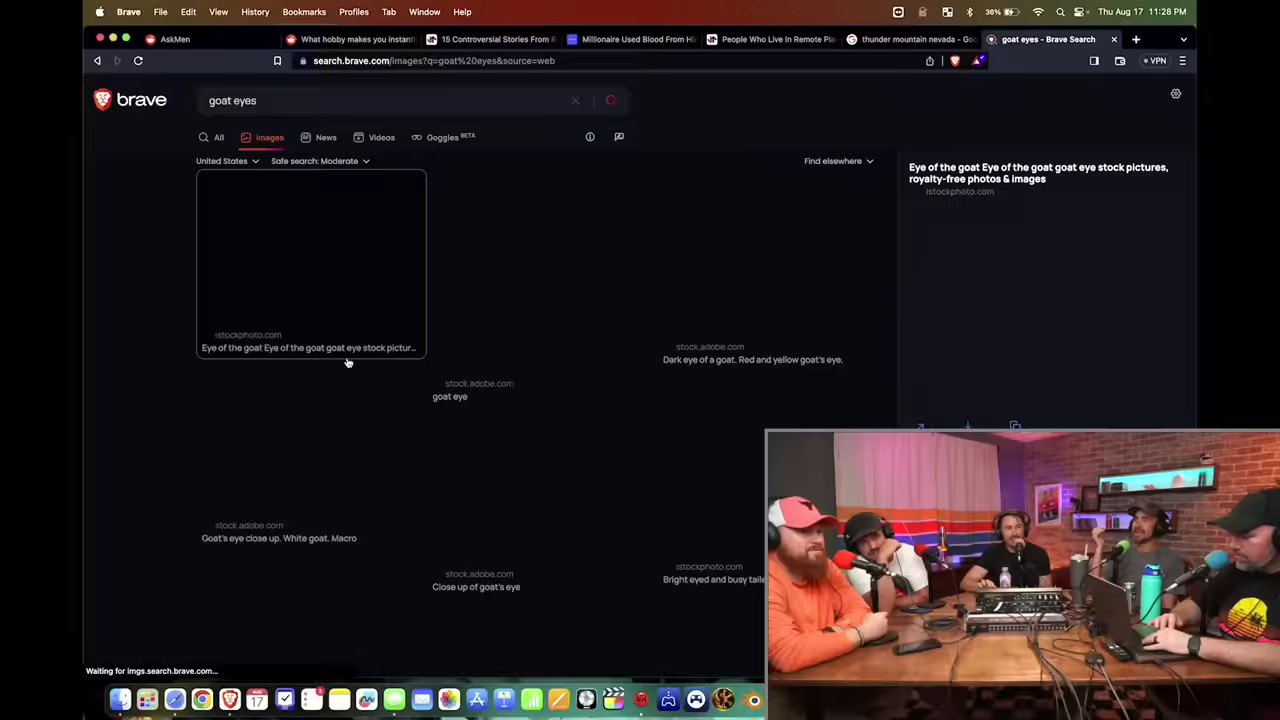 Brave File Edit View History Bookmarks Profiles Tab Window Help
36% Thu Aug 17 11:28 PM
AskMen
What hobby makes you instant
15 Controversial Stories From R
Millionaire Used Blood From Hi
People Who Live In Remote Pla
thunder mountain nevada - Goo
goat eyes - Brave Search
search.brave.com/images?q=goat%20eyes&source=web
VPN
brave
goat eyes
All Images News Videos Goggles BETA
United States Safe search: Moderate Find elsewhere
Eye of the goat Eye of the goat goat eye stock pictures,
royalty-free photos & images
istockphoto.com
istockphoto.com
Eye of the goat Eye of the goat goat eye stock pictur...
stock.adobe.com
Dark eye of a goat. Red and yellow goat's eye.
stock.adobe.com
goat eye
stock.adobe.com
Goat's eye close up. White goat. Macro
stock.adobe.com
Close up of goat's eye
istockphoto.com
Bright eyed and busy taile
Waiting for imgs.search.brave.com...
AUG
17